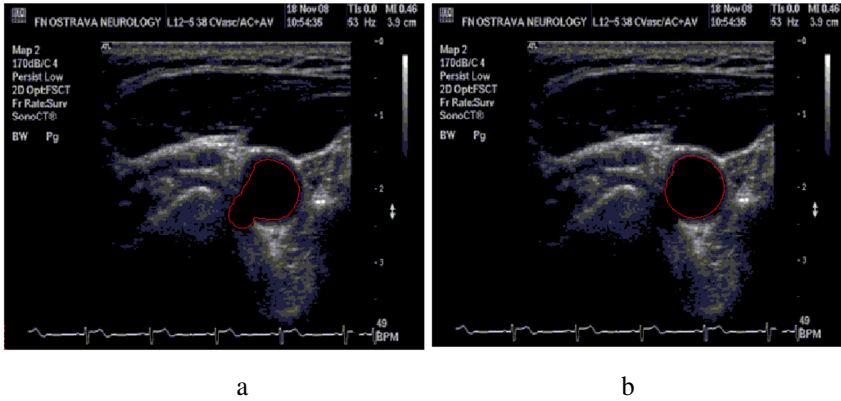 FN OSTRAVA NEUROLOGY L12-5 38 CVasc/AC+AV
18 Nov 08 TIs 0.0 MI 0.46
10:54:35 53 Hz 3.9 cm
Map 2
170dB/C 4
Persist Low
2D Opt:FSCT
Fr Rate:Surv
SonoCT®
BW Pg
0
1
2
3
49
BPM
a
FN OSTRAVA NEUROLOGY L12-5 38 CVasc/AC+AV
18 Nov 08 TIs 0.0 MI 0.46
10:54:35 53 Hz 3.9 cm
Map 2
170dB/C 4
Persist Low
2D Opt:FSCT
Fr Rate:Surv
SonoCT®
BW Pg
0
1
2
3
49
BPM
b